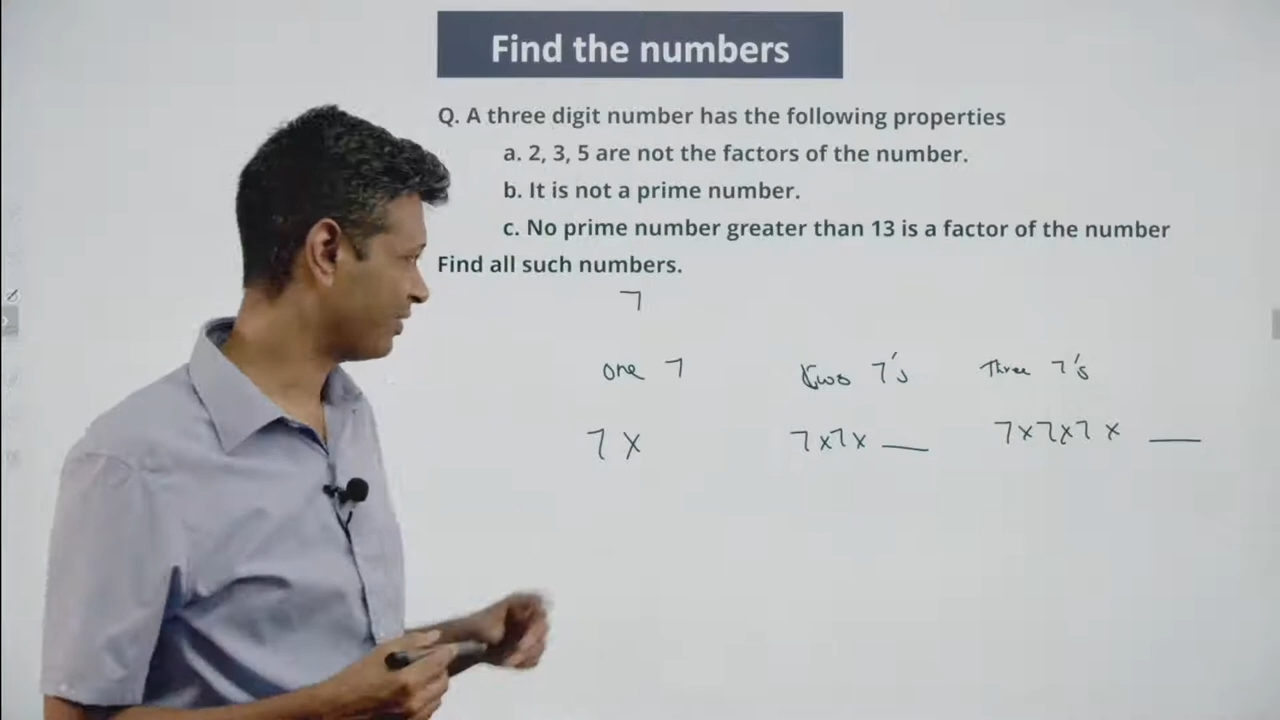 Find the numbers
Q. A three digit number has the following properties
a. 2, 3, 5 are not the factors of the number.
b. It is not a prime number.
c. No prime number greater than 13 is a factor of the number
Find all such numbers.
7
one 7 Two 7's Three 7's
7 x 7x7x __ 7x7x7 x __